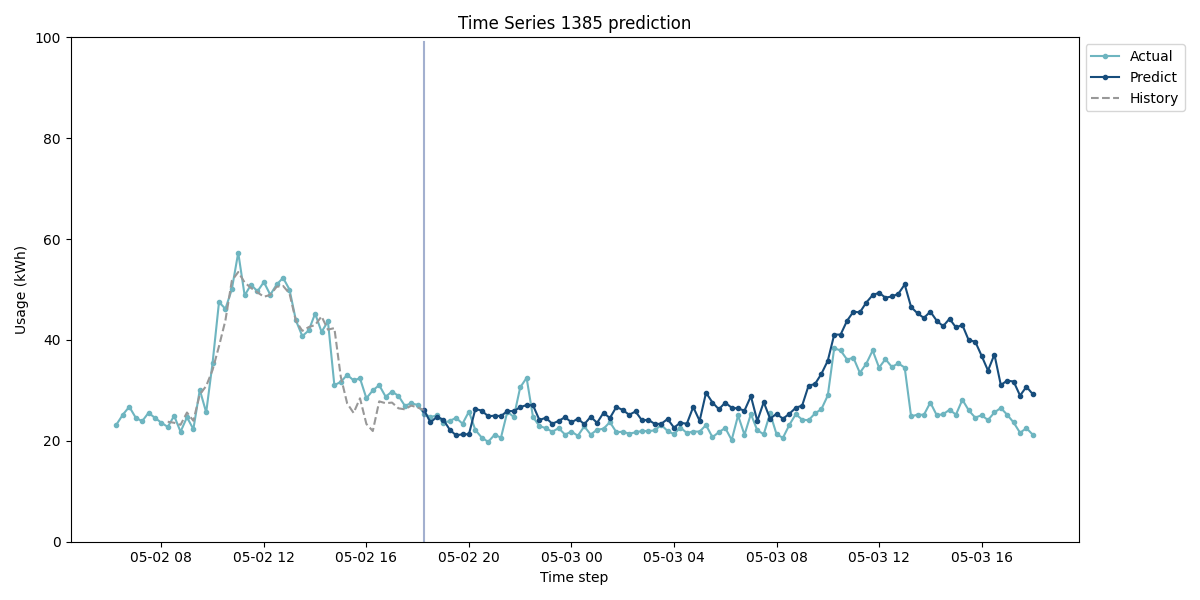 Time Series 1385 prediction
Usage (kWh)
100
80
60
40
20
0
05-02 08
05-02 12
05-02 16
05-02 20
05-03 00
05-03 04
05-03 08
05-03 12
05-03 16
Time step
Actual
Predict
History